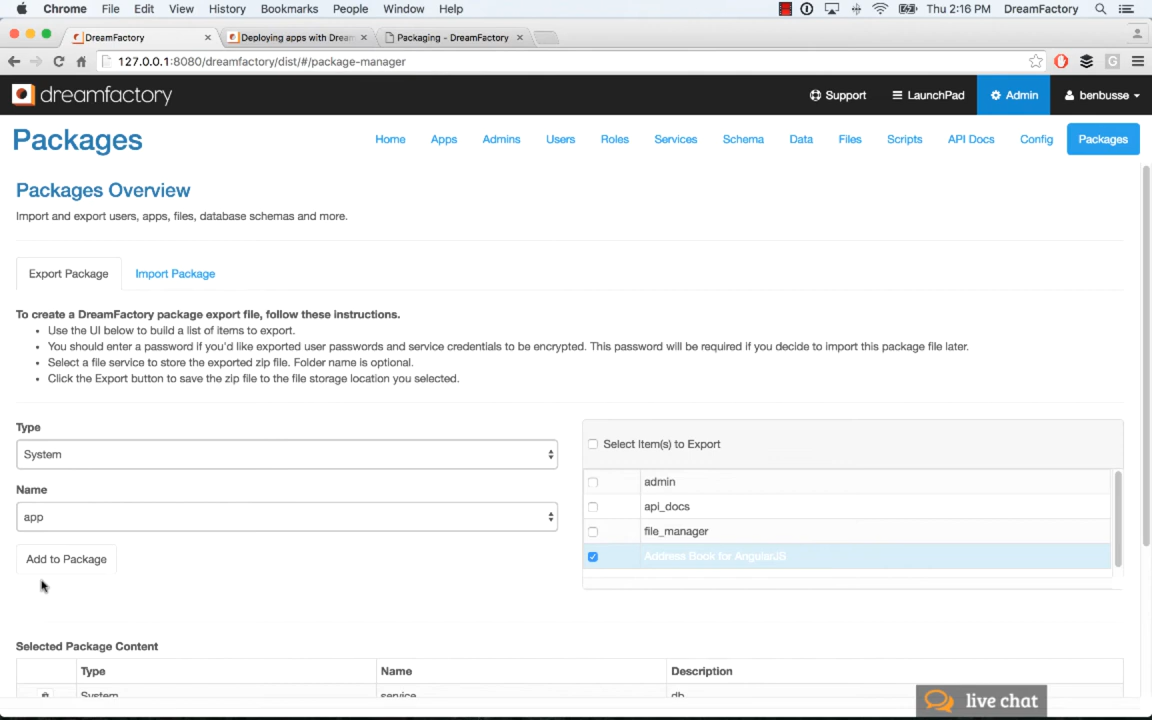 Chrome File Edit View History Bookmarks People Window Help Thu 2:16 PM DreamFactory
DreamFactory Deploying apps with Dream Packaging - DreamFactory
127.0.0.1:8080/dreamfactory/dist/#/package-manager
dreamfactory Support LaunchPad Admin benbusse
Packages Home Apps Admins Users Roles Services Schema Data Files Scripts API Docs Config Packages
Packages Overview
Import and export users, apps, files, database schemas and more.
Export Package Import Package
To create a DreamFactory package export file, follow these instructions.
• Use the UI below to build a list of items to export.
• You should enter a password if you'd like exported user passwords and service credentials to be encrypted. This password will be required if you decide to import this package file later.
• Select a file service to store the exported zip file. Folder name is optional.
• Click the Export button to save the zip file to the file storage location you selected.
Type
System
Name
app
Add to Package
Select Item(s) to Export
admin
api_docs
file_manager
Address Book for AngularJS
Selected Package Content
Type Name Description
System service db
live chat